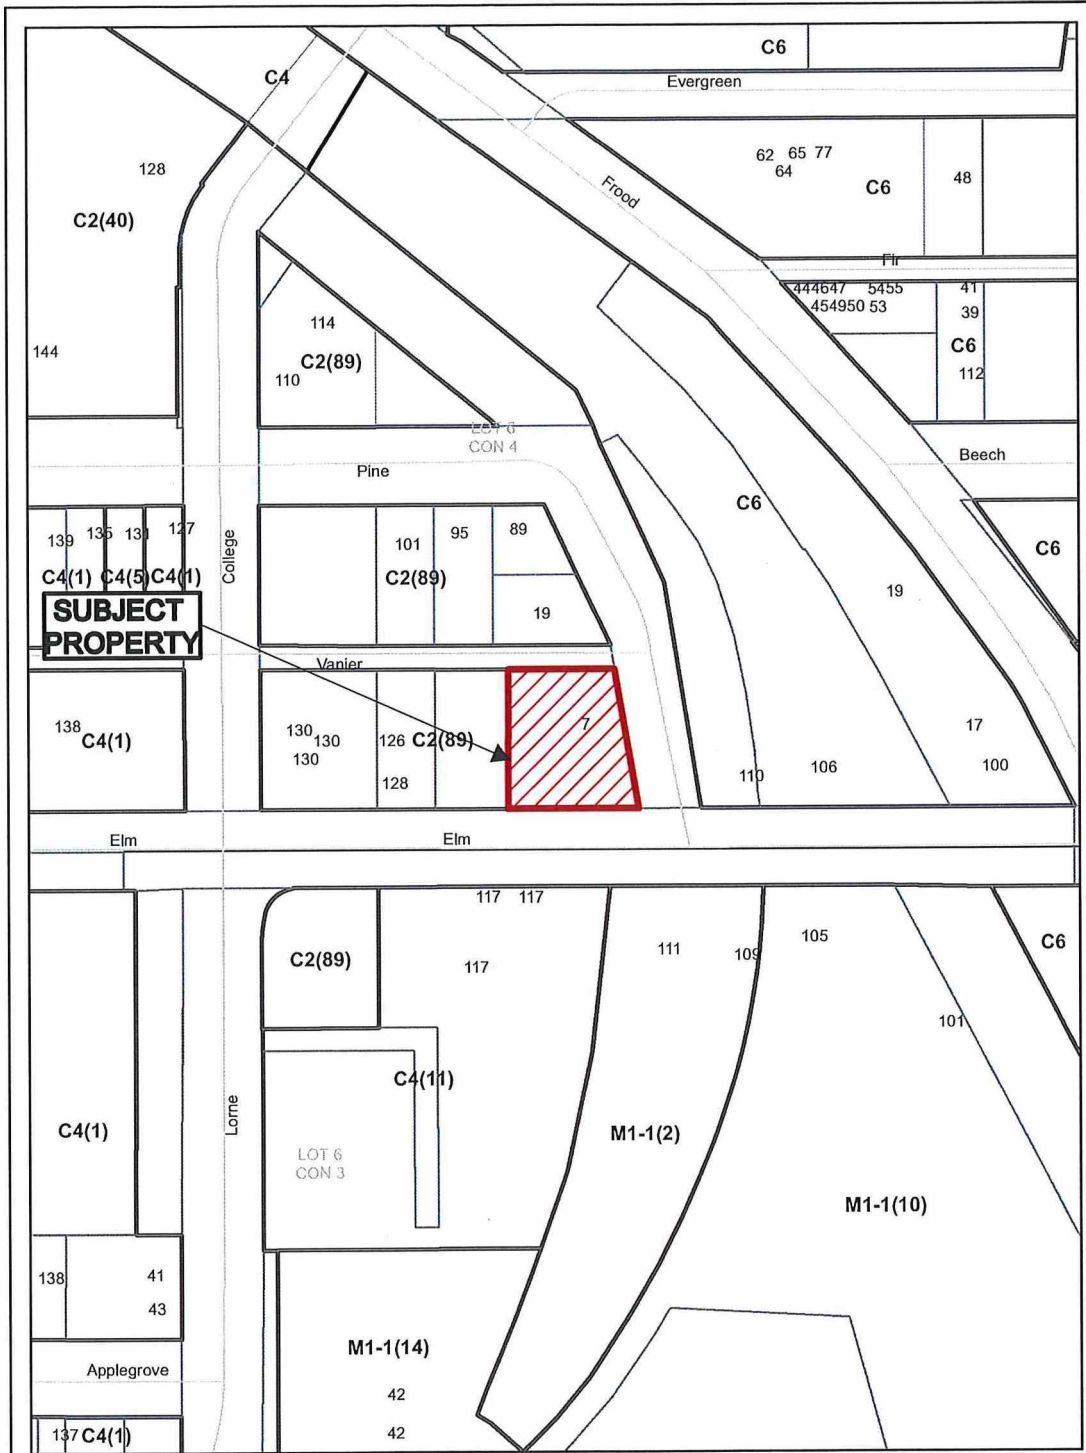 C6
C4
Evergreen
128
62 65 77
64
C6
48
C2(40)
Frood
Fir
444647 5455
41
454950 53
39
114
144
C2(89)
C6
110
112
LOT 6
CON 4
Pine
Beech
C6
139 135 131 127
101 95 89
C6
College
C4(1) C4(5) C4(1)
C2(89)
19
SUBJECT
PROPERTY
19
Vanier
7
138
C4(1)
130
130
130
126
C2(89)
128
17
110
106
100
Elm
Elm
117 117
C2(89)
117
111
109
105
C6
101
C4(11)
Lorne
C4(1)
M1-1(2)
LOT 6
CON 3
M1-1(10)
138
41
43
M1-1(14)
Applegrove
42
137 C4(1)
42